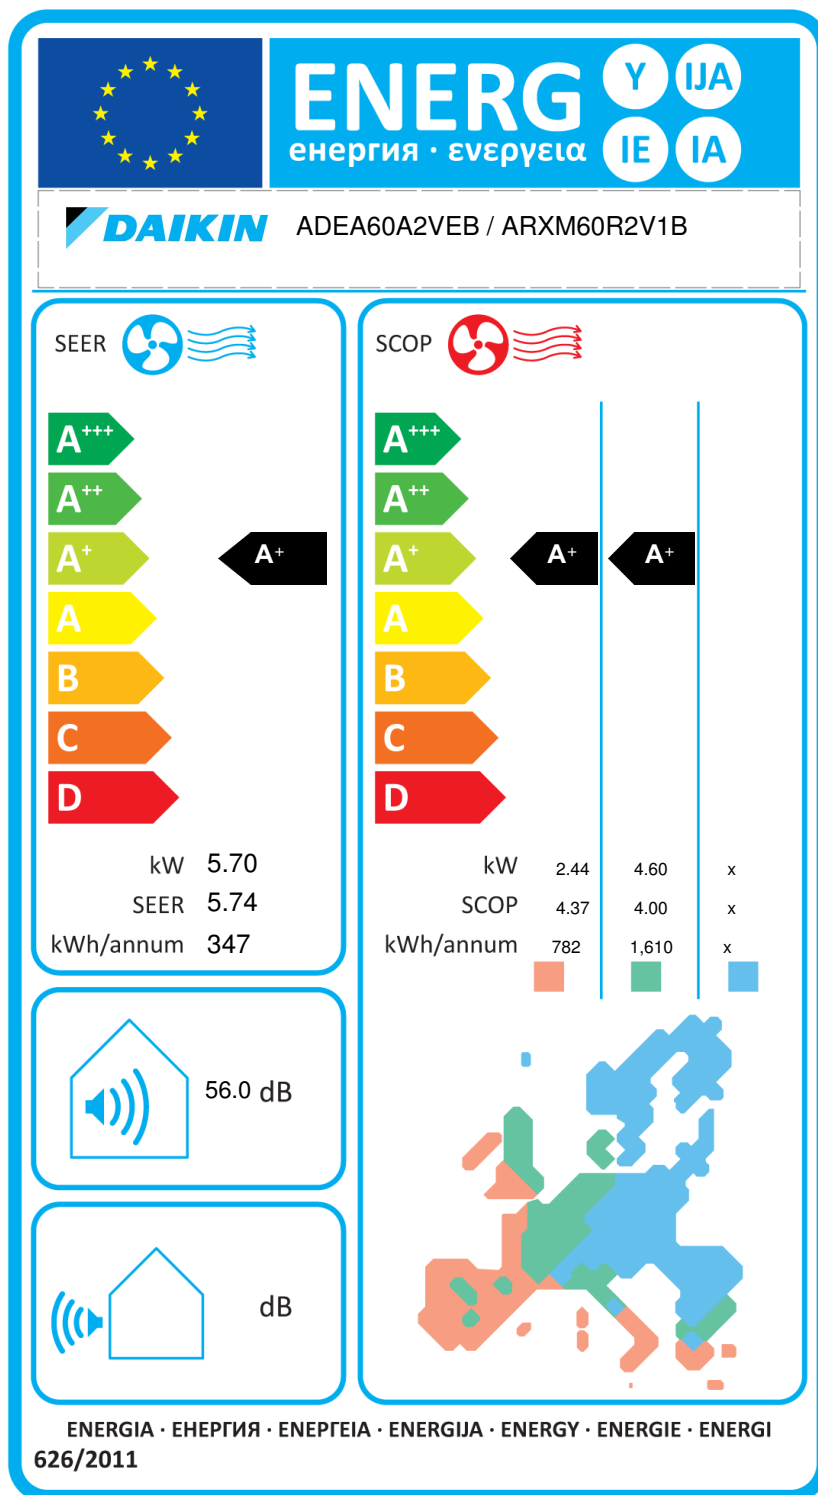 ENERG
Y IJA
IE IA
енергия · ενεργεια
DAIKIN
ADEA60A2VEB / ARXM60R2V1B
SEER
A+++
A++
A+
A
B
C
D
A+
kW 5.70
SEER 5.74
kWh/annum 347
SCOP
A+++
A++
A+
A
B
C
D
A+ A+
kW 2.44 4.60 x
SCOP 4.37 4.00 x
kWh/annum 782 1,610 x
56.0 dB
dB
ENERGIA · ЕНЕРГИЯ · ΕΝΕΡΓΕΙΑ · ENERGIJA · ENERGY · ENERGIE · ENERGI
626/2011